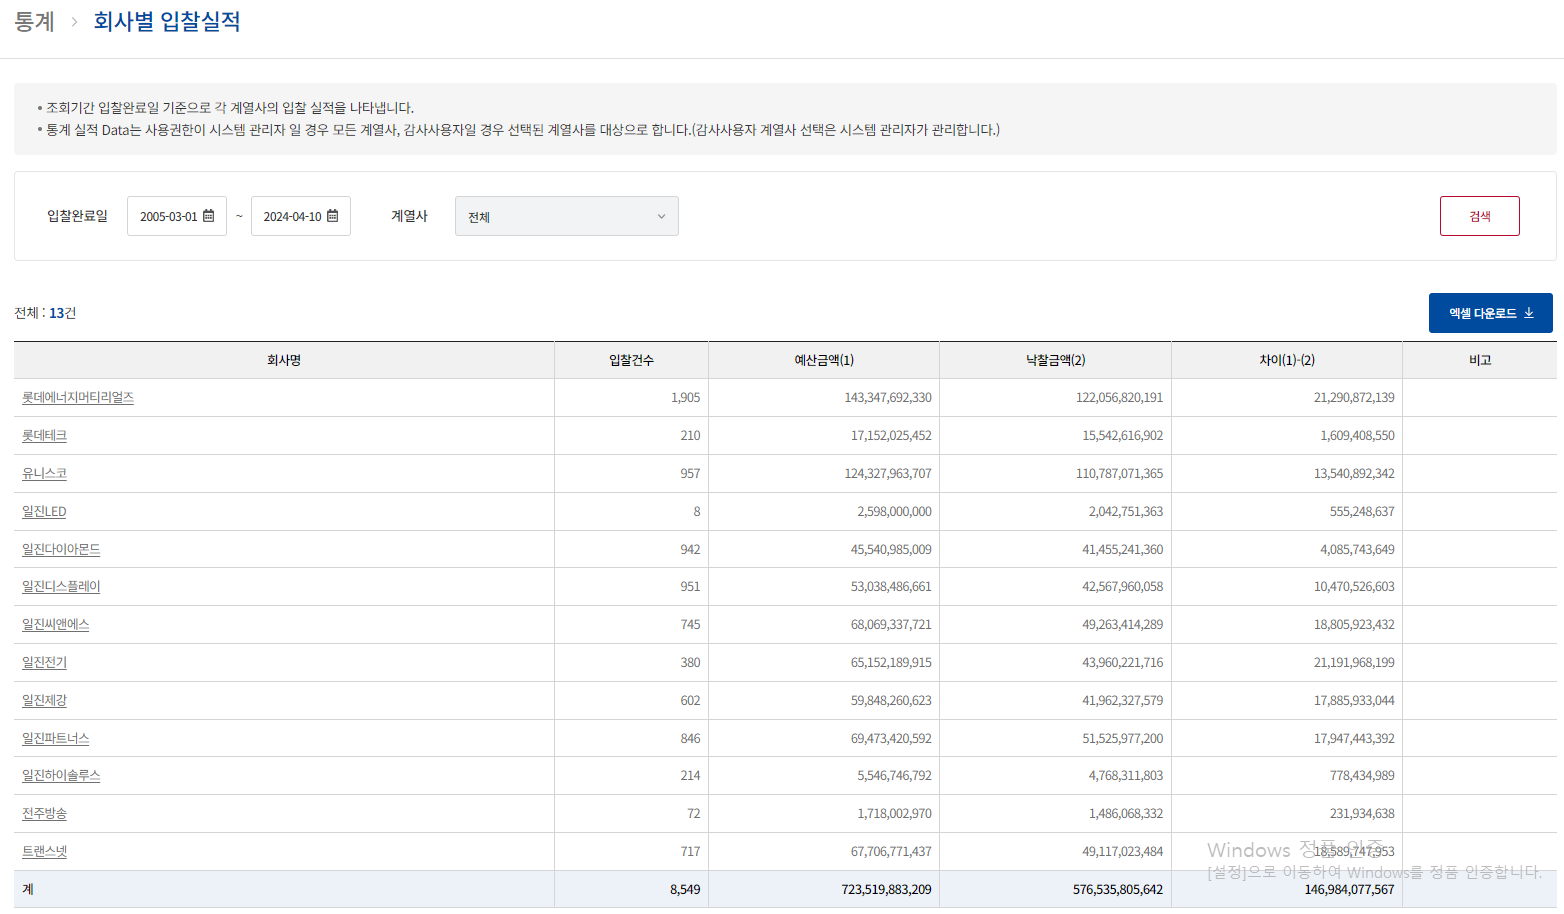 통계 > 회사별 입찰실적
• 조회기간 입찰완료일 기준으로 각 계열사의 입찰 실적을 나타냅니다.
• 통계 실적 Data는 사용권한이 시스템 관리자 일 경우 모든 계열사, 감사사용자일 경우 선택된 계열사를 대상으로 합니다.(감사사용자 계열사 선택은 시스템 관리자가 관리합니다.)
입찰완료일 2005-03-01 ~ 2024-04-10 계열사 전체 검색
전체 : 13건 엑셀 다운로드
회사명 입찰건수 예산금액(1) 낙찰금액(2) 차이(1)-(2) 비고
롯데에너지머티리얼즈 1,905 143,347,692,330 122,056,820,191 21,290,872,139
롯데테크 210 17,152,025,452 15,542,616,902 1,609,408,550
유니스코 957 124,327,963,707 110,787,071,365 13,540,892,342
일진LED 8 2,598,000,000 2,042,751,363 555,248,637
일진다이아몬드 942 45,540,985,009 41,455,241,360 4,085,743,649
일진디스플레이 951 53,038,486,661 42,567,960,058 10,470,526,603
일진씨앤에스 745 68,069,337,721 49,263,414,289 18,805,923,432
일진전기 380 65,152,189,915 43,960,221,716 21,191,968,199
일진제강 602 59,848,260,623 41,962,327,579 17,885,933,044
일진파트너스 846 69,473,420,592 51,525,977,200 17,947,443,392
일진하이솔루스 214 5,546,746,792 4,768,311,803 778,434,989
전주방송 72 1,718,002,970 1,486,068,332 231,934,638
트랜스넷 717 67,706,771,437 49,117,023,484 18,589,747,953
Windows 정품 인증
[설정]으로 이동하여 Windows를 정품 인증합니다.
계 8,549 723,519,883,209 576,535,805,642 146,984,077,567